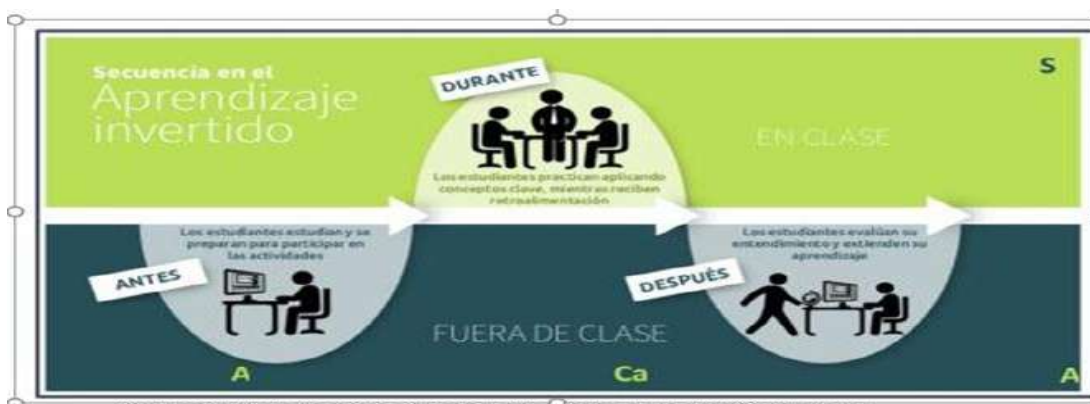 Secuencia en el
Aprendizaje
invertido
DURANTE
S
EN CLASE
Los estudiantes practican aplicando
conceptos clave, mientras reciben
retroalimentación
Los estudiantes estudian y se
preparan para participar en
las actividades
ANTES
Los estudiantes evalúan su
entendimiento y extienden su
aprendizaje
DESPUÉS
FUERA DE CLASE
A
Ca
A